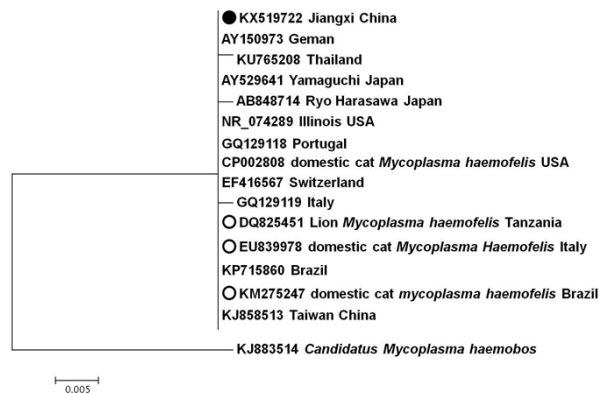 KX519722 Jiangxi China
AY150973 Geman
KU765208 Thailand
AY529641 Yamaguchi Japan
AB848714 Ryo Harasawa Japan
NR_074289 Illinois USA
GQ129118 Portugal
CP002808 domestic cat Mycoplasma haemofelis USA
EF416567 Switzerland
GQ129119 Italy
DQ825451 Lion Mycoplasma haemofelis Tanzania
EU839978 domestic cat Mycoplasma Haemofelis Italy
KP715860 Brazil
KM275247 domestic cat mycoplasma haemofelis Brazil
KJ858513 Taiwan China
KJ883514 Candidatus Mycoplasma haemobos
0.005